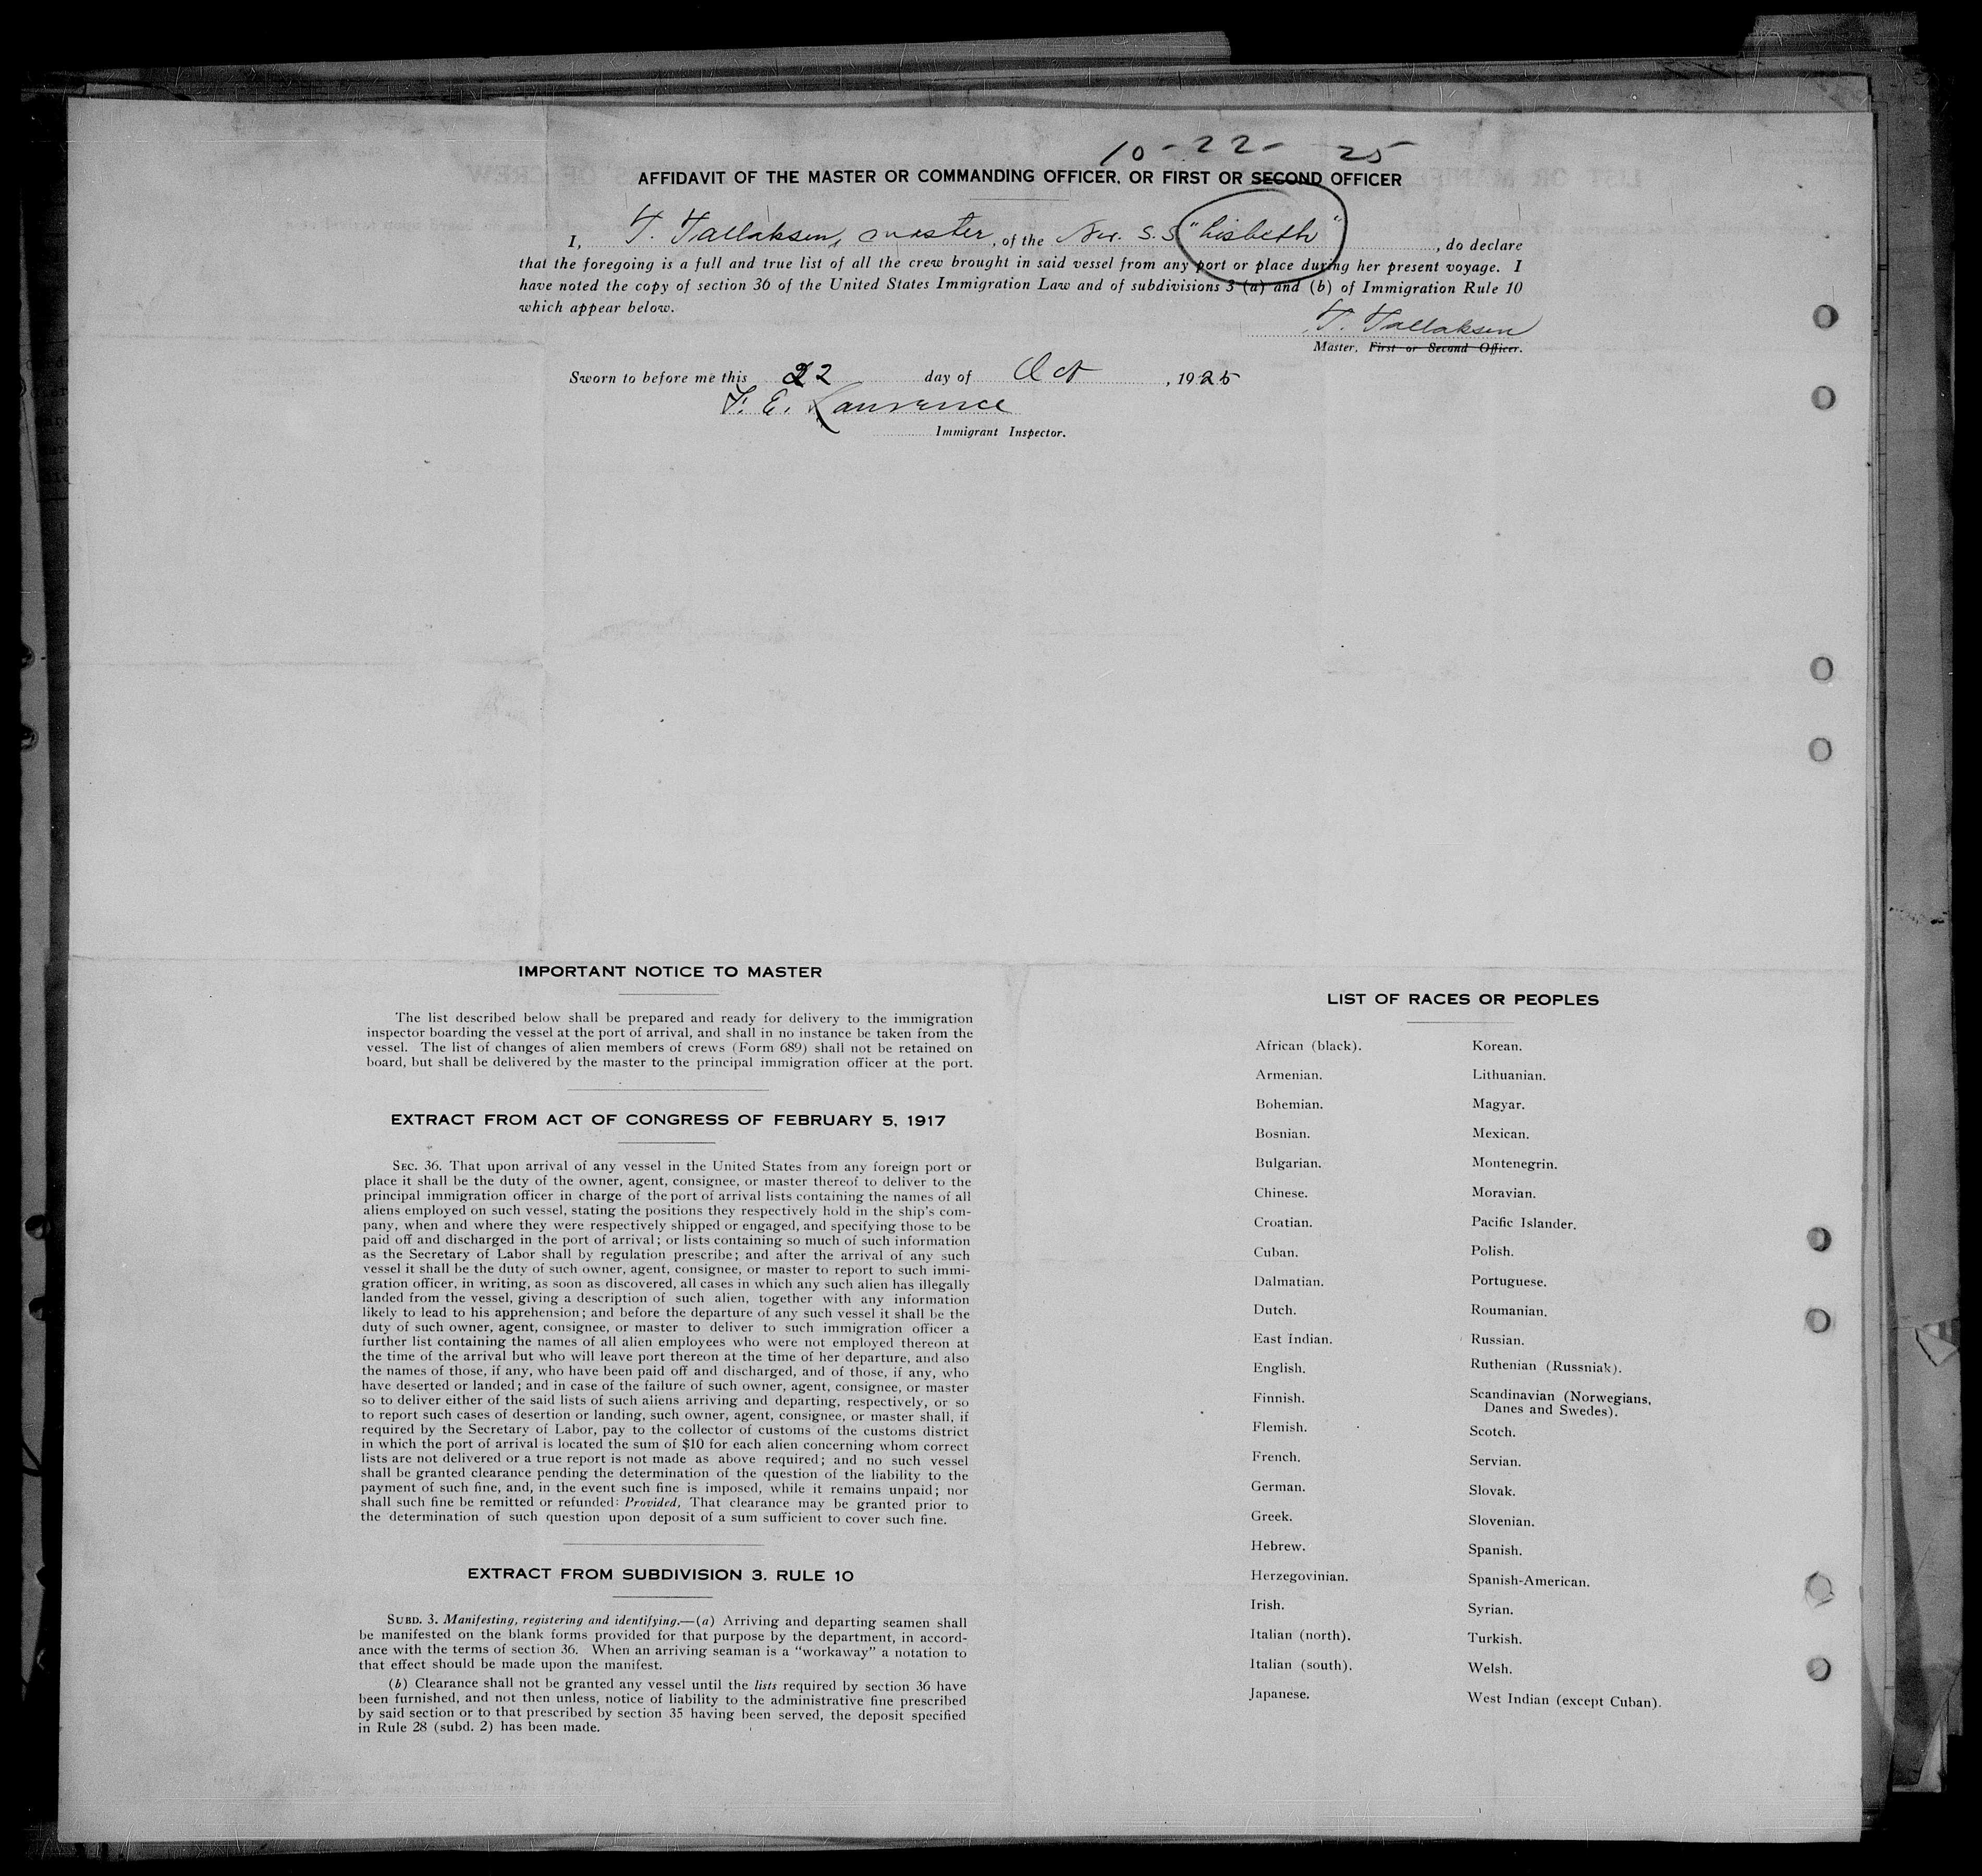 10-22-25
AFFIDAVIT OF THE MASTER OR COMMANDING OFFICER, OR FIRST OR SECOND OFFICER
I, T. Tallaksen, master, of the Nor. S.S. "Lisbeth", do declare
that the foregoing is a full and true list of all the crew brought in said vessel from any port or place during her present voyage. I
have noted the copy of section 36 of the United States Immigration Law and of subdivisions 3 (a) and (b) of Immigration Rule 10
which appear below.
T. Tallaksen
Master, First or Second Officer.
Sworn to before me this 22 day of Oct, 1925
F. E. Lawrence
Immigrant Inspector.
IMPORTANT NOTICE TO MASTER
The list described below shall be prepared and ready for delivery to the immigration
inspector boarding the vessel at the port of arrival, and shall in no instance be taken from the
vessel. The list of changes of alien members of crews (Form 689) shall not be retained on
board, but shall be delivered by the master to the principal immigration officer at the port.
EXTRACT FROM ACT OF CONGRESS OF FEBRUARY 5, 1917
SEC. 36. That upon arrival of any vessel in the United States from any foreign port or
place it shall be the duty of the owner, agent, consignee, or master thereof to deliver to the
principal immigration officer in charge of the port of arrival lists containing the names of all
aliens employed on such vessel, stating the positions they respectively hold in the ship's com-
pany, when and where they were respectively shipped or engaged, and specifying those to be
paid off and discharged in the port of arrival; or lists containing so much of such information
as the Secretary of Labor shall by regulation prescribe; and after the arrival of any such
vessel it shall be the duty of such owner, agent, consignee, or master to report to such immi-
gration officer, in writing, as soon as discovered, all cases in which any such alien has illegally
landed from the vessel, giving a description of such alien, together with any information
likely to lead to his apprehension; and before the departure of any such vessel it shall be the
duty of such owner, agent, consignee, or master to deliver to such immigration officer a
further list containing the names of all alien employees who were not employed thereon at
the time of the arrival but who will leave port thereon at the time of her departure, and also
the names of those, if any, who have been paid off and discharged, and of those, if any, who
have deserted or landed; and in case of the failure of such owner, agent, consignee, or master
so to deliver either of the said lists of such aliens arriving and departing, respectively, or so
to report such cases of desertion or landing, such owner, agent, consignee, or master shall, if
required by the Secretary of Labor, pay to the collector of customs of the customs district
in which the port of arrival is located the sum of $10 for each alien concerning whom correct
lists are not delivered or a true report is not made as above required; and no such vessel
shall be granted clearance pending the determination of the question of the liability to the
payment of such fine, and, in the event such fine is imposed, while it remains unpaid; nor
shall such fine be remitted or refunded: Provided, That clearance may be granted prior to
the determination of such question upon deposit of a sum sufficient to cover such fine.
EXTRACT FROM SUBDIVISION 3. RULE 10
SUBD. 3. Manifesting, registering and identifying.—(a) Arriving and departing seamen shall
be manifested on the blank forms provided for that purpose by the department, in accord-
ance with the terms of section 36. When an arriving seaman is a "workaway" a notation to
that effect should be made upon the manifest.
(b) Clearance shall not be granted any vessel until the lists required by section 36 have
been furnished, and not then unless, notice of liability to the administrative fine prescribed
by said section or to that prescribed by section 35 having been served, the deposit specified
in Rule 28 (subd. 2) has been made.
LIST OF RACES OR PEOPLES
African (black).
Armenian.
Bohemian.
Bosnian.
Bulgarian.
Chinese.
Croatian.
Cuban.
Dalmatian.
Dutch.
East Indian.
English.
Finnish.
Flemish.
French.
German.
Greek.
Hebrew.
Herzegovinian.
Irish.
Italian (north).
Italian (south).
Japanese.
Korean.
Lithuanian.
Magyar.
Mexican.
Montenegrin.
Moravian.
Pacific Islander.
Polish.
Portuguese.
Roumanian.
Russian.
Ruthenian (Russniak).
Scandinavian (Norwegians,
Danes and Swedes).
Scotch.
Servian.
Slovak.
Slovenian.
Spanish.
Spanish-American.
Syrian.
Turkish.
Welsh.
West Indian (except Cuban).